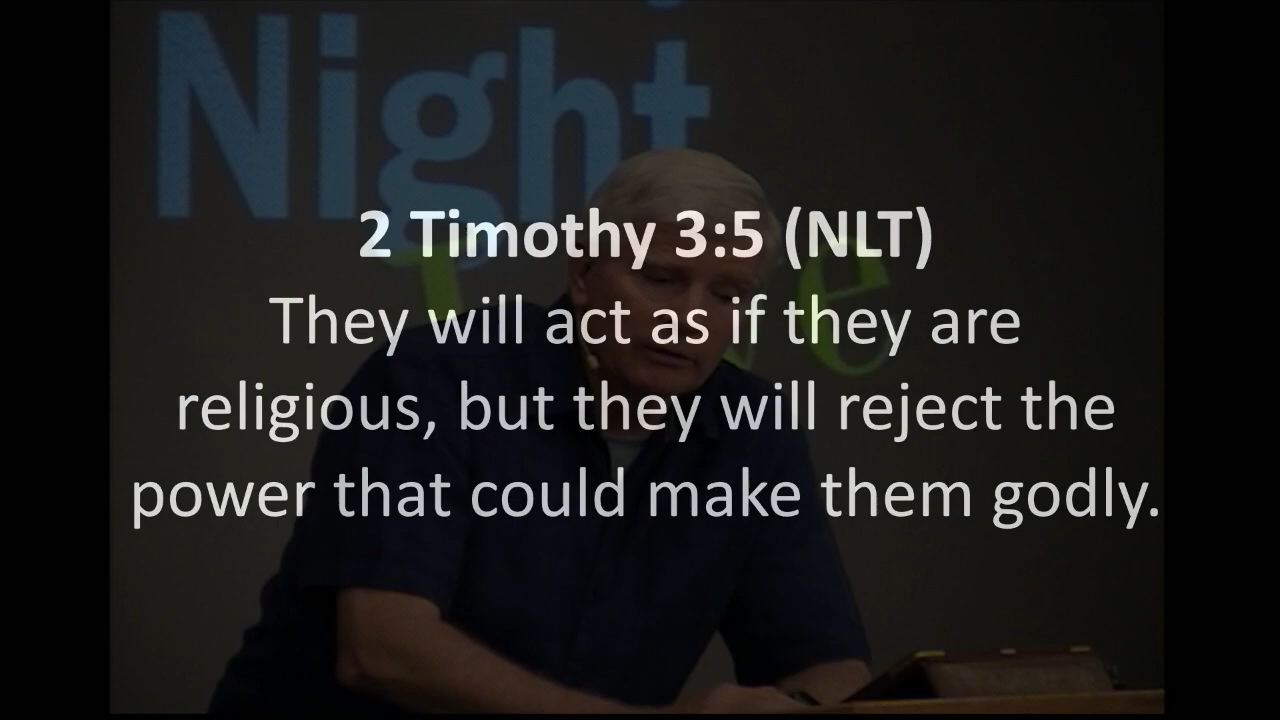 Night
2 Timothy 3:5 (NLT)
They will act as if they are
religious, but they will reject the
power that could make them godly.